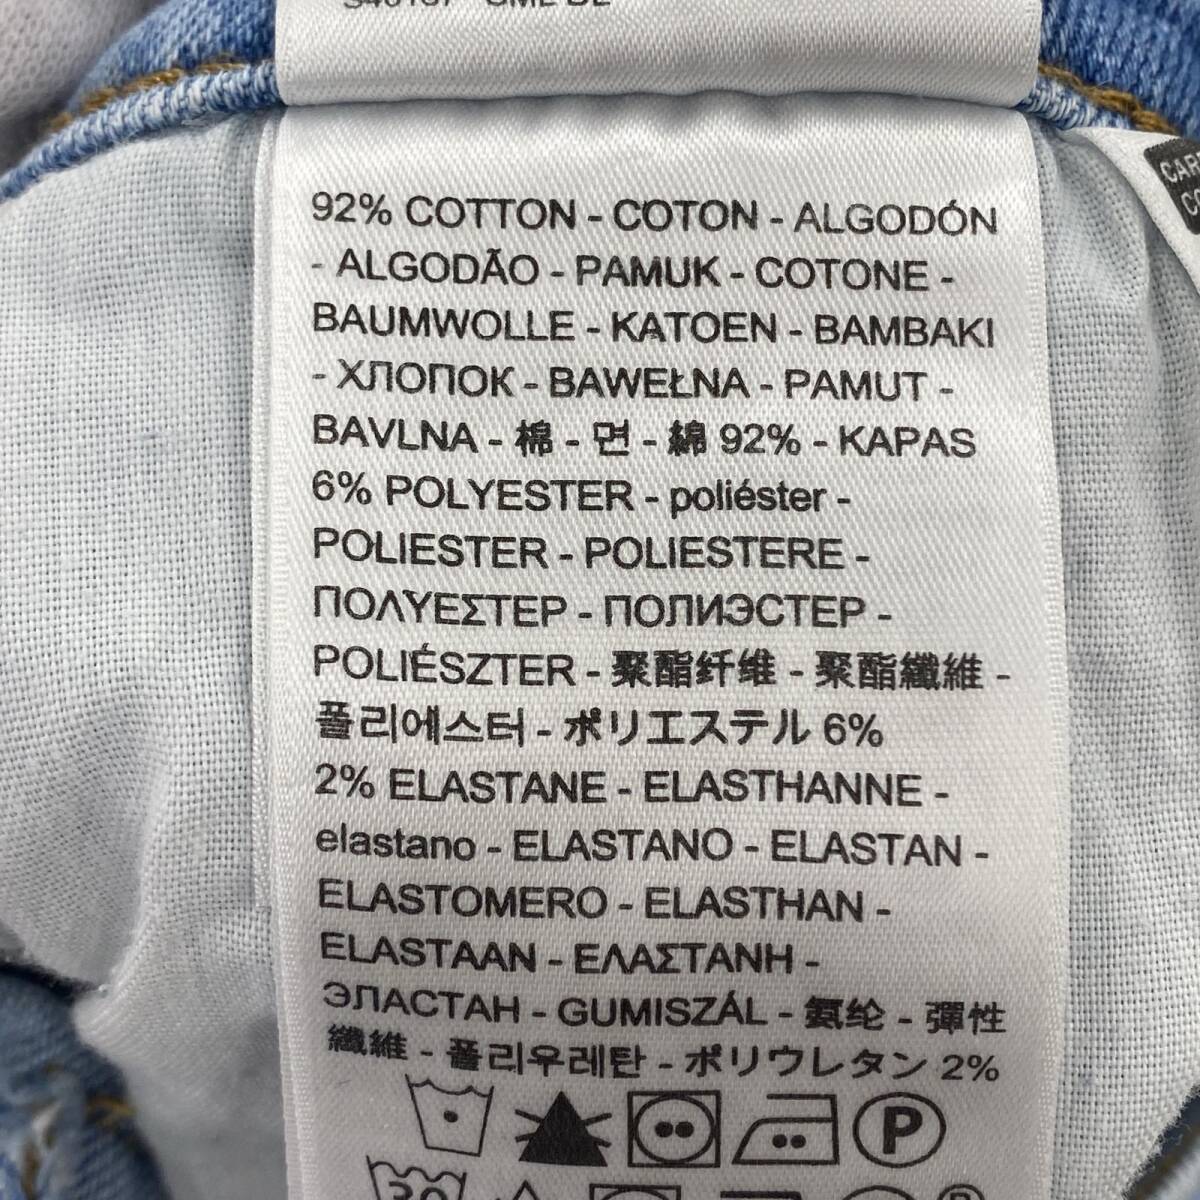 92% COTTON - COTON - ALGODÓN
- ALGODÃO - PAMUK - COTONE -
BAUMWOLLE - KATOEN - BAMBAKI
- ХЛОПОК - BAWEŁNA - PAMUT -
BAVLNA - 棉 - 면 - 綿 92% - KAPAS
6% POLYESTER - poliéster -
POLIESTER - POLIESTERE -
ΠΟΛΥΕΣΤΕΡ - ПОЛИЭСТЕР -
POLIÉSZTER - 聚酯纤维 - 聚酯纖維 -
폴리에스터 - ポリエステル 6%
2% ELASTANE - ELASTHANNE -
elastano - ELASTANO - ELASTAN -
ELASTOMERO - ELASTHAN -
ELASTAAN - ΕΛΑΣΤΑΝΗ -
ЭЛАСТАН - GUMISZÁL - 氨纶 - 彈性
纖維 - 폴리우레탄 - ポリウレタン 2%
P
30